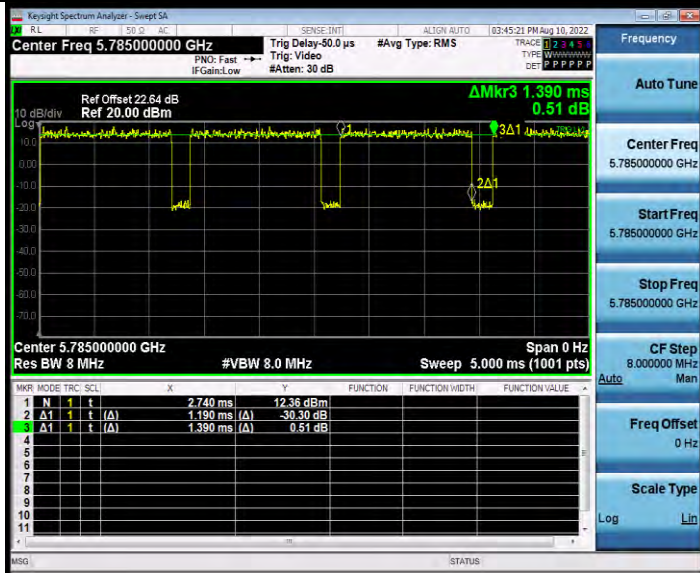 Keysight Spectrum Analyzer - Swept SA
RL RF 50 Ω AC SENSE:INT ALIGN AUTO 03:45:21 PM Aug 10, 2022
Center Freq 5.785000000 GHz
PNO: Fast
IFGain:Low
Trig Delay-50.0 µs
Trig: Video
#Atten: 30 dB
#Avg Type: RMS
TRACE 1 2 3 4 5 6
TYPE WWWWWW
DET P P P P P P
ΔMkr3 1.390 ms
0.51 dB
Ref Offset 22.64 dB
10 dB/div Ref 20.00 dBm
Log
1
3Δ1
2Δ1
10.0
0.00
-10.0
-20.0
-30.0
-40.0
-50.0
-60.0
-70.0
Center 5.785000000 GHz Span 0 Hz
Res BW 8 MHz #VBW 8.0 MHz Sweep 5.000 ms (1001 pts)
MKR MODE TRC SCL X Y FUNCTION FUNCTION WIDTH FUNCTION VALUE
1 N 1 t 2.740 ms 12.36 dBm
2 Δ1 1 t (Δ) 1.190 ms (Δ) -30.30 dB
3 Δ1 1 t (Δ) 1.390 ms (Δ) 0.51 dB
4
5
6
7
8
9
10
11
MSG STATUS
Frequency
Auto Tune
Center Freq
5.785000000 GHz
Start Freq
5.785000000 GHz
Stop Freq
5.785000000 GHz
CF Step
8.000000 MHz
Auto Man
Freq Offset
0 Hz
Scale Type
Log Lin